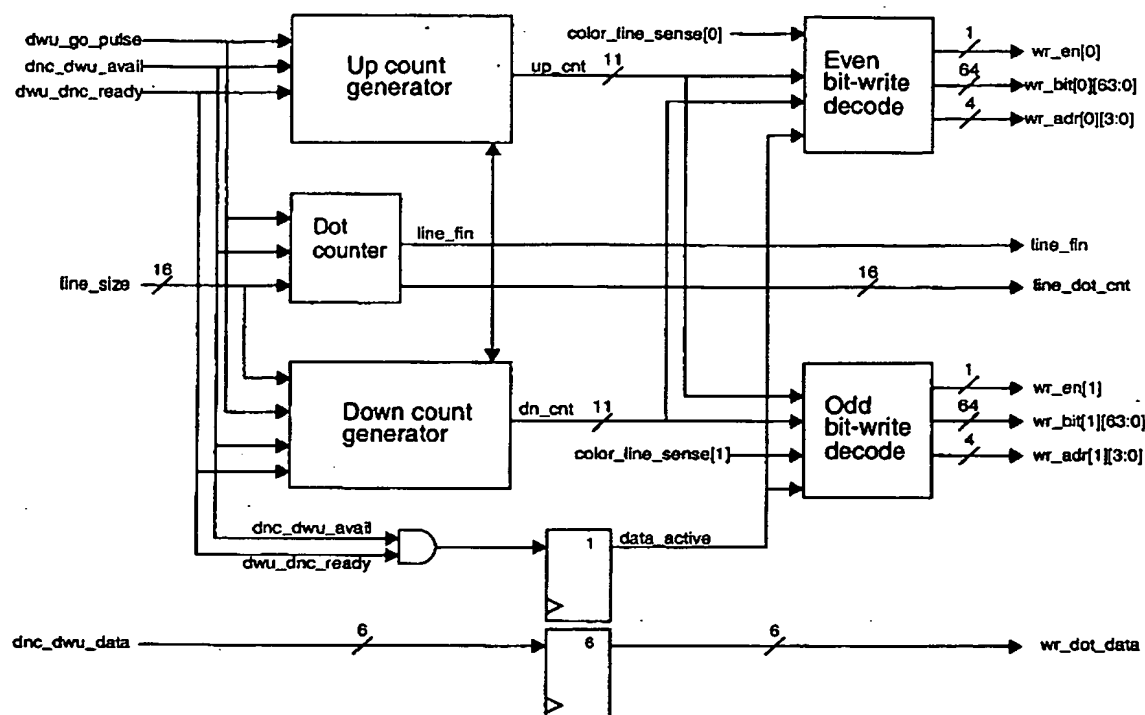 dwu_go_pulse
dnc_dwu_avail
dwu_dnc_ready
Up count
generator
up_cnt
11
color_line_sense[0]
Even
bit-write
decode
1
wr_en[0]
64
wr_bit[0][63:0]
4
wr_adr[0][3:0]
Dot
counter
line_fin
line_fin
line_size
16
16
line_dot_cnt
Down count
generator
dn_cnt
11
color_line_sense[1]
Odd
bit-write
decode
1
wr_en[1]
64
wr_bit[1][63:0]
4
wr_adr[1][3:0]
dnc_dwu_avail
dwu_dnc_ready
1
data_active
dnc_dwu_data
6
6
6
wr_dot_data